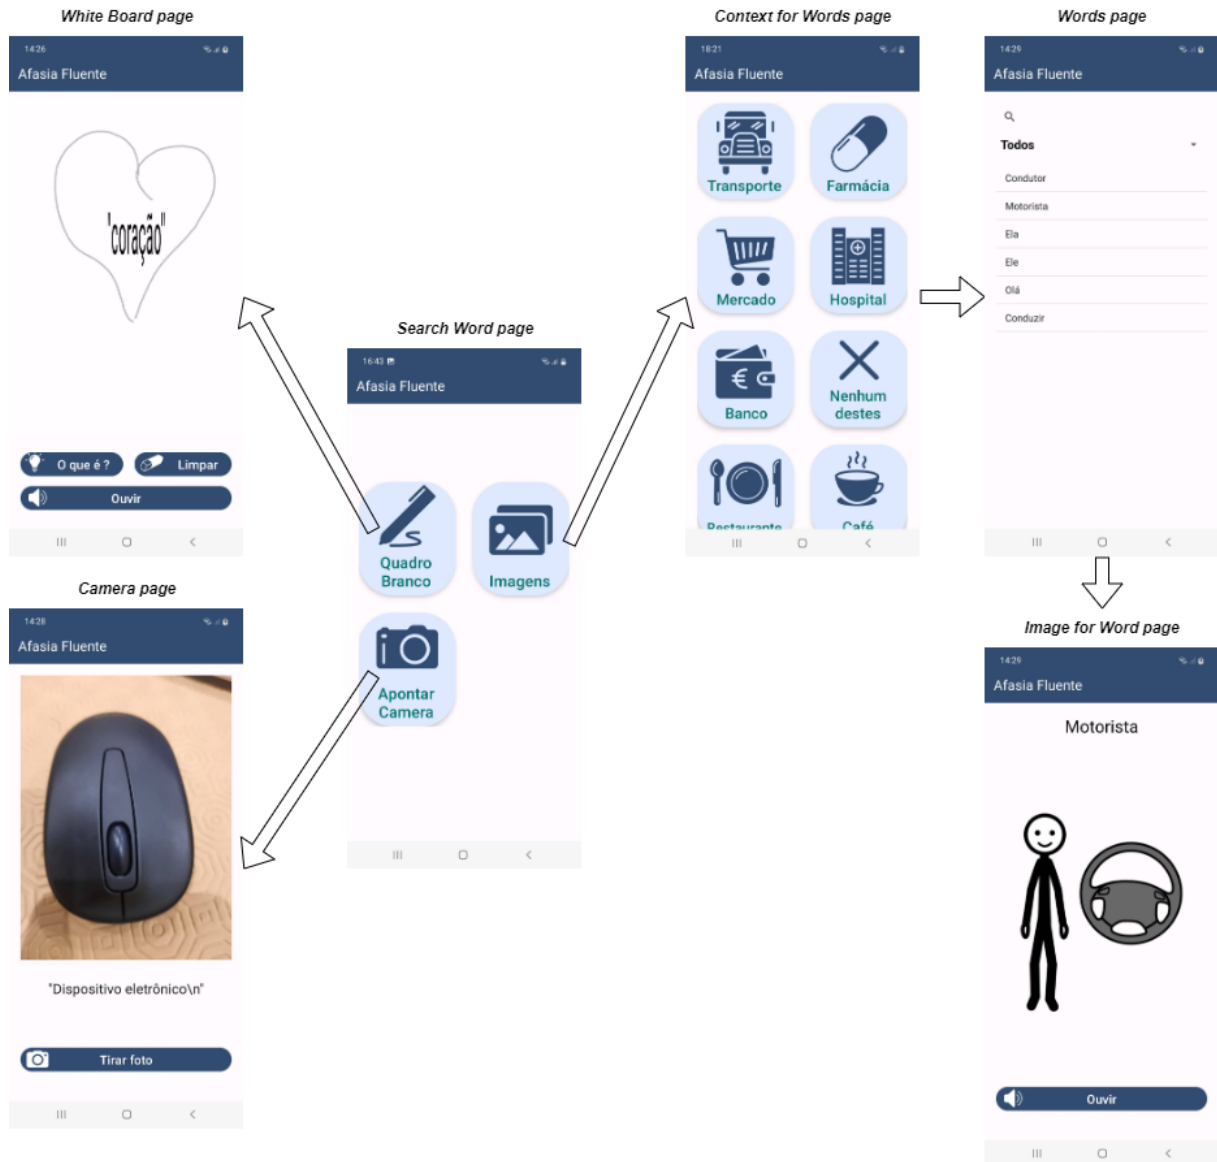 White Board page
14:26
Afasia Fluente
"coração"
O que é ?
Limpar
Ouvir
Camera page
14:28
Afasia Fluente
"Dispositivo eletrônico\n"
Tirar foto
Search Word page
16:43
Afasia Fluente
Quadro
Branco
Imagens
Apontar
Camera
Context for Words page
18:21
Afasia Fluente
Transporte
Farmácia
Mercado
Hospital
Banco
Nenhum
destes
Restaurante
Café
Words page
14:29
Afasia Fluente
Todos
Condutor
Motorista
Ela
Ele
Olá
Conduzir
Image for Word page
14:29
Afasia Fluente
Motorista
Ouvir